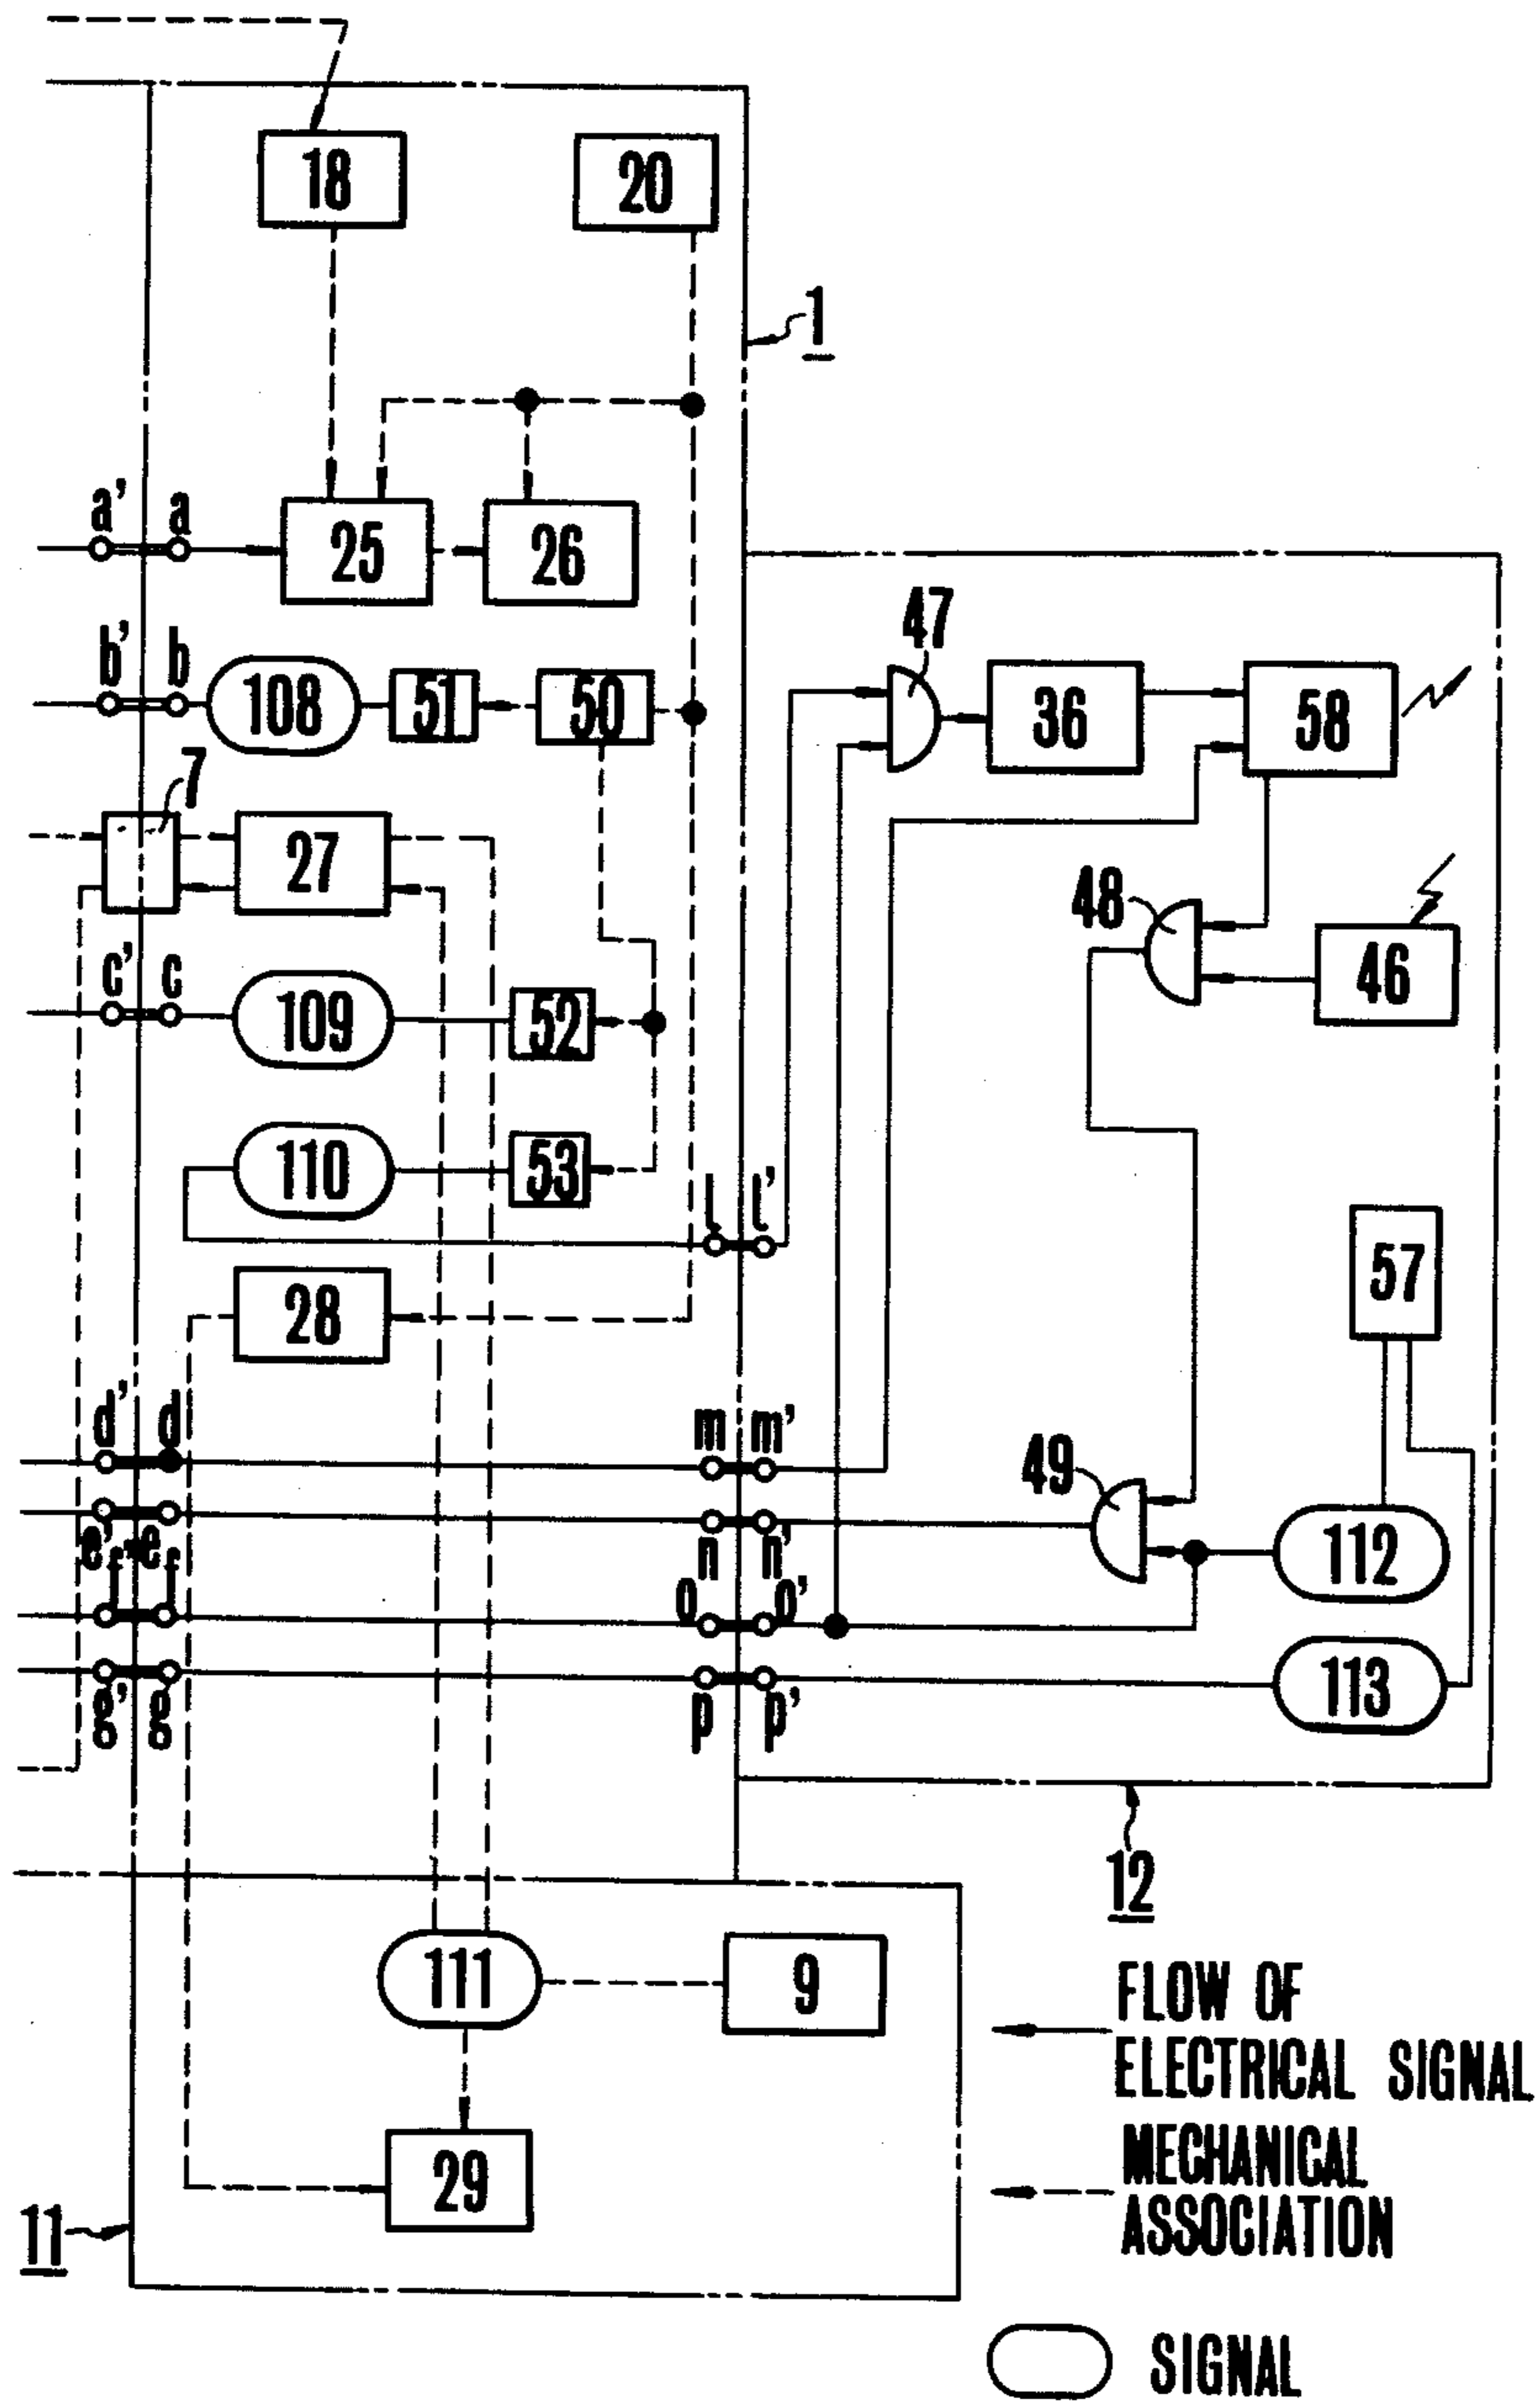 18 20
1
a' a 25 26
47
b' b 108 51 50 36 58
7
27
48
c' c 109 52 46
110 53
l l'
28 57
d' d m m'
49
e' e n n' 112
f' f o o'
g' g p p' 113
12
111 9
FLOW OF
ELECTRICAL SIGNAL
MECHANICAL
ASSOCIATION
29
11
SIGNAL